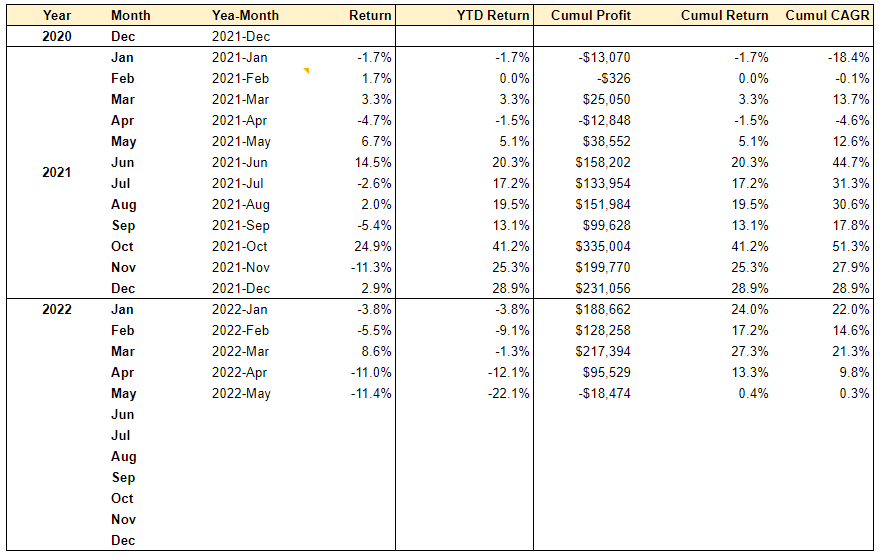 Year Month Yea-Month Return YTD Return Cumul Profit Cumul Return Cumul CAGR
2020 Dec 2021-Dec
Jan 2021-Jan -1.7% -1.7% -$13,070 -1.7% -18.4%
Feb 2021-Feb 1.7% 0.0% -$326 0.0% -0.1%
Mar 2021-Mar 3.3% 3.3% $25,050 3.3% 13.7%
Apr 2021-Apr -4.7% -1.5% -$12,848 -1.5% -4.6%
May 2021-May 6.7% 5.1% $38,552 5.1% 12.6%
Jun 2021-Jun 14.5% 20.3% $158,202 20.3% 44.7%
2021 Jul 2021-Jul -2.6% 17.2% $133,954 17.2% 31.3%
Aug 2021-Aug 2.0% 19.5% $151,984 19.5% 30.6%
Sep 2021-Sep -5.4% 13.1% $99,628 13.1% 17.8%
Oct 2021-Oct 24.9% 41.2% $335,004 41.2% 51.3%
Nov 2021-Nov -11.3% 25.3% $199,770 25.3% 27.9%
Dec 2021-Dec 2.9% 28.9% $231,056 28.9% 28.9%
2022 Jan 2022-Jan -3.8% -3.8% $188,662 24.0% 22.0%
Feb 2022-Feb -5.5% -9.1% $128,258 17.2% 14.6%
Mar 2022-Mar 8.6% -1.3% $217,394 27.3% 21.3%
Apr 2022-Apr -11.0% -12.1% $95,529 13.3% 9.8%
May 2022-May -11.4% -22.1% -$18,474 0.4% 0.3%
Jun
Jul
Aug
Sep
Oct
Nov
Dec